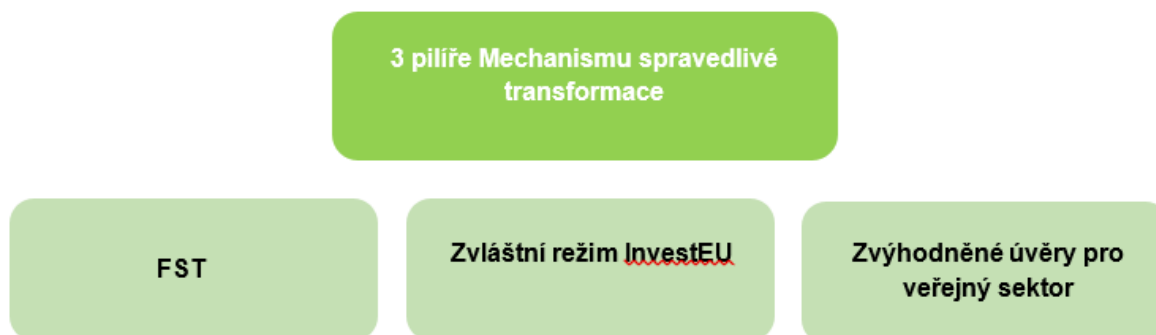 3 pilíře Mechanismu spravedlivé
transformace
FST
Zvláštní režim InvestEU
Zvýhodněné úvěry pro
veřejný sektor